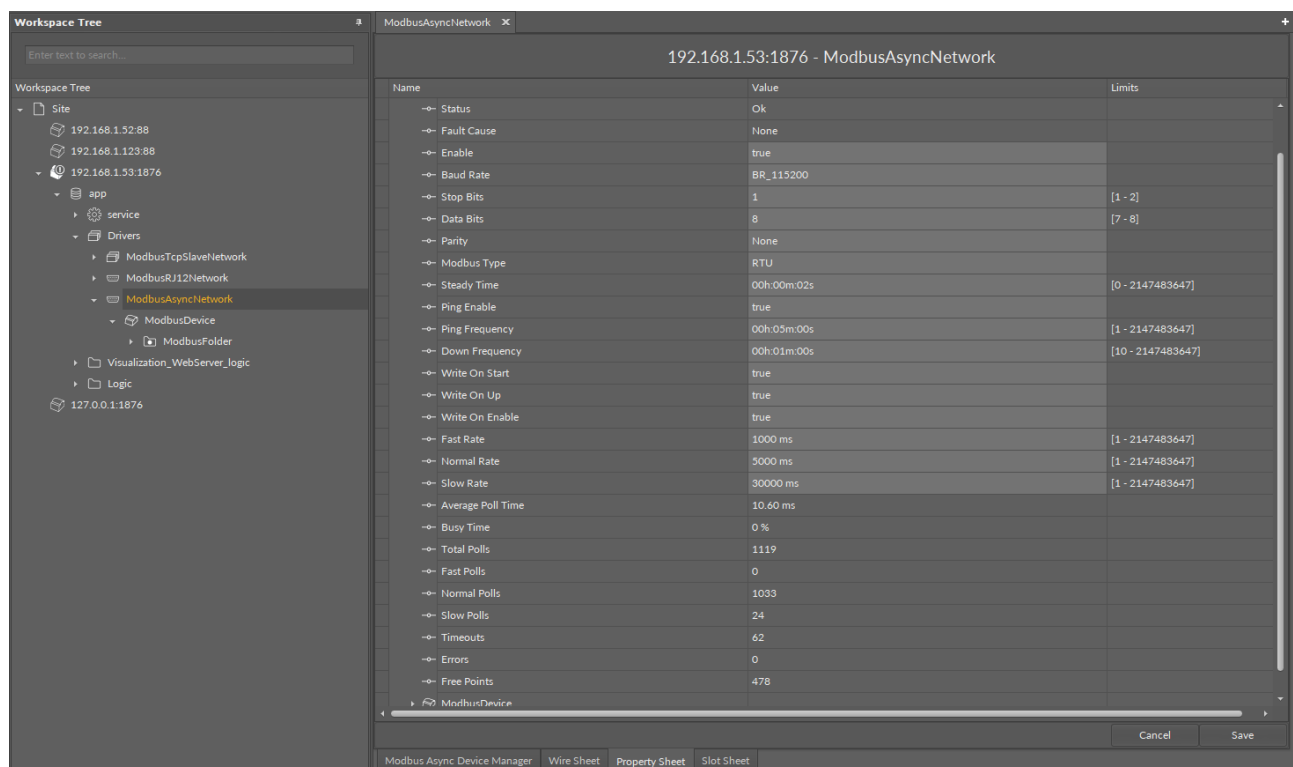 Workspace Tree
Enter text to search...
Workspace Tree
Site
192.168.1.52:88
192.168.1.123:88
192.168.1.53:1876
app
service
Drivers
ModbusTcpSlaveNetwork
ModbusRJ12Network
ModbusAsyncNetwork
ModbusDevice
ModbusFolder
Visualization_WebServer_logic
Logic
127.0.0.1:1876
ModbusAsyncNetwork
192.168.1.53:1876 - ModbusAsyncNetwork
Name Value Limits
Status Ok
Fault Cause None
Enable true
Baud Rate BR_115200
Stop Bits 1 [1 - 2]
Data Bits 8 [7 - 8]
Parity None
Modbus Type RTU
Steady Time 00h:00m:02s [0 - 2147483647]
Ping Enable true
Ping Frequency 00h:05m:00s [1 - 2147483647]
Down Frequency 00h:01m:00s [10 - 2147483647]
Write On Start true
Write On Up true
Write On Enable true
Fast Rate 1000 ms [1 - 2147483647]
Normal Rate 5000 ms [1 - 2147483647]
Slow Rate 30000 ms [1 - 2147483647]
Average Poll Time 10.60 ms
Busy Time 0 %
Total Polls 1119
Fast Polls 0
Normal Polls 1033
Slow Polls 24
Timeouts 62
Errors 0
Free Points 478
ModbusDevice
Cancel Save
Modbus Async Device Manager Wire Sheet Property Sheet Slot Sheet